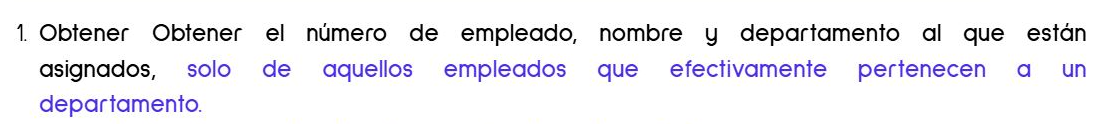 1. Obtener Obtener el número de empleado, nombre y departamento al que están
asignados, solo de aquellos empleados que efectivamente pertenecen a un
departamento.